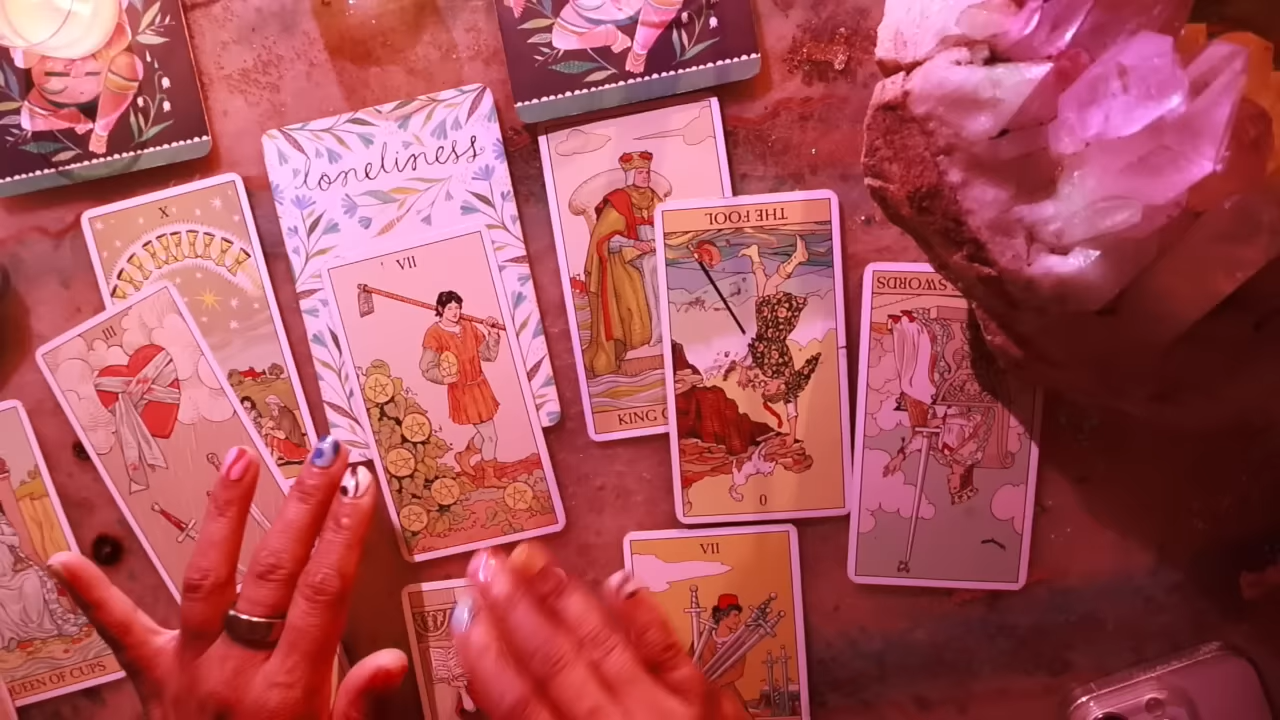 loneliness
X
VII
III
THE FOOL
0
KING
SWORDS
VII
QUEEN OF CUPS